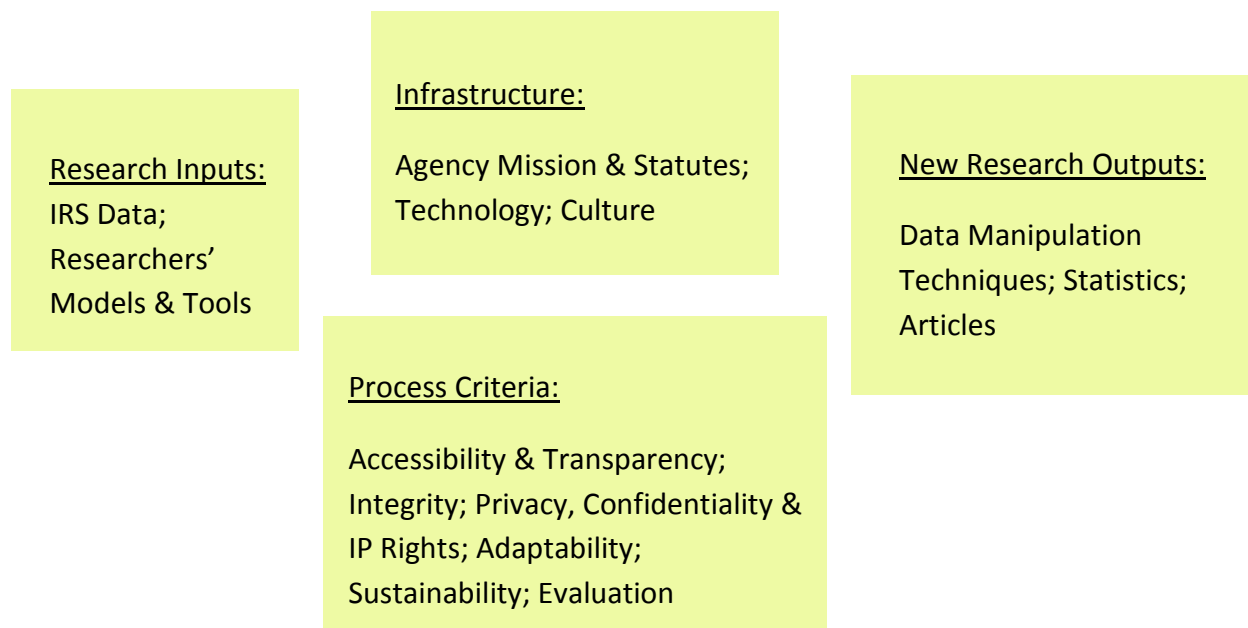 Research Inputs:
IRS Data;
Researchers’
Models & Tools
Infrastructure:
Agency Mission & Statutes;
Technology; Culture
Process Criteria:
Accessibility & Transparency;
Integrity; Privacy, Confidentiality &
IP Rights; Adaptability;
Sustainability; Evaluation
New Research Outputs:
Data Manipulation
Techniques; Statistics;
Articles